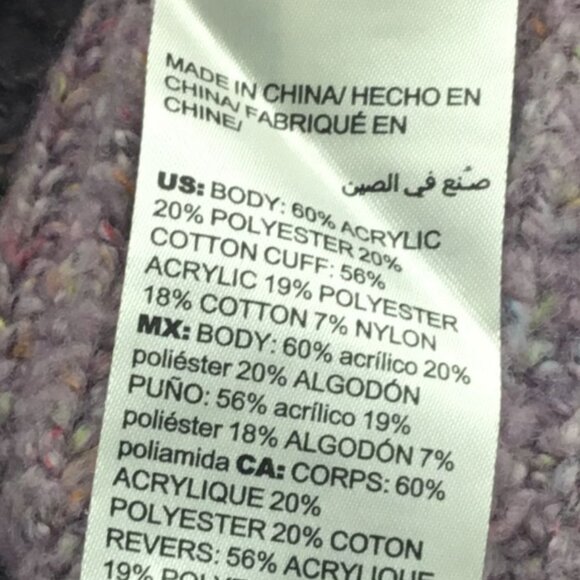 MADE IN CHINA/ HECHO EN
CHINA/ FABRIQUÉ EN
CHINE/
صُنع في الصين
US: BODY: 60% ACRYLIC
20% POLYESTER 20%
COTTON CUFF: 56%
ACRYLIC 19% POLYESTER
18% COTTON 7% NYLON
MX: BODY: 60% acrílico 20%
poliéster 20% ALGODÓN
PUÑO: 56% acrílico 19%
poliéster 18% ALGODÓN 7%
poliamida CA: CORPS: 60%
ACRYLIQUE 20%
POLYESTER 20% COTON
REVERS: 56% ACRYLIQUE
19%